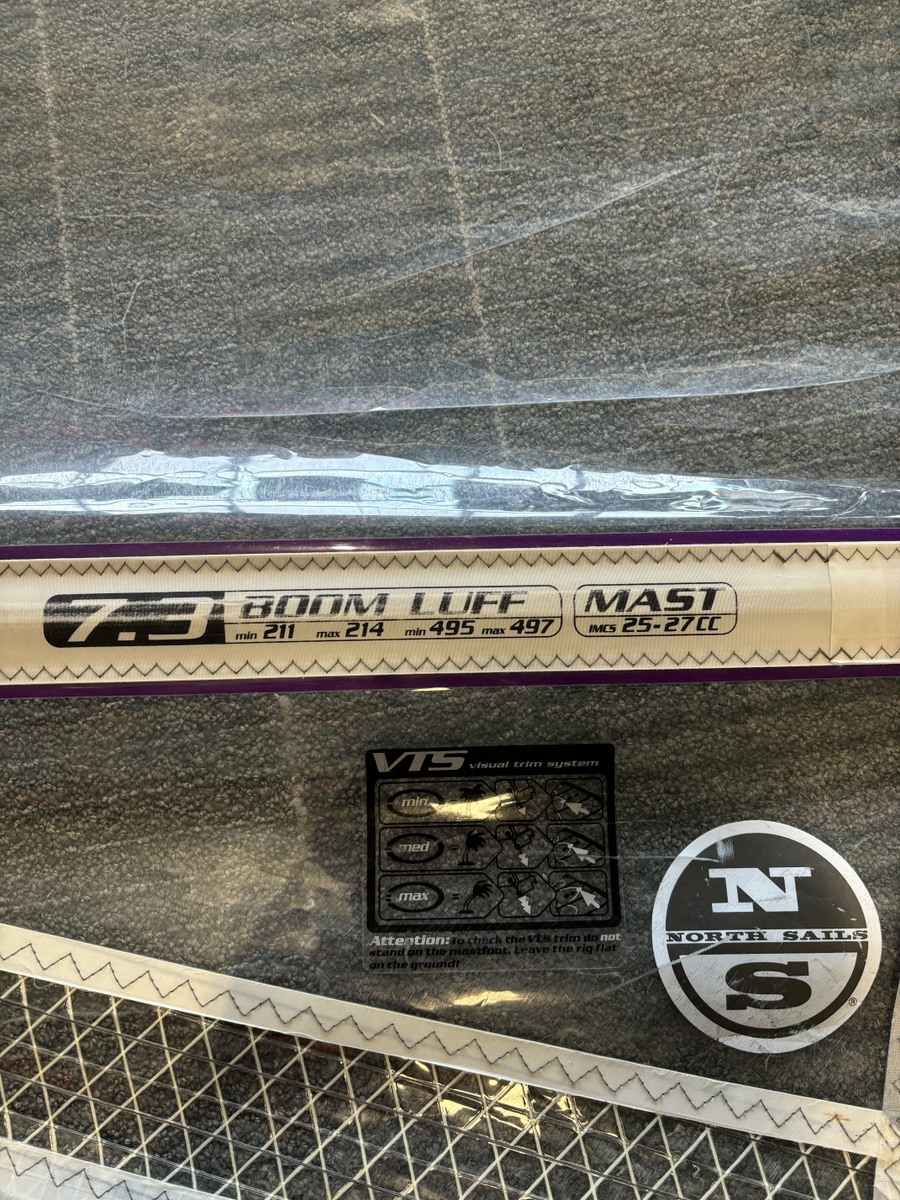 7.3 BOOM LUFF MAST
min 211 max 214 min 495 max 497 IMCS 25-27 CC
VTS visual trim system
min
med =
max =
Attention: To check the VTS trim do not
stand on the mastfoot. Leave the rig flat
on the ground!
N
NORTH SAILS
S
®